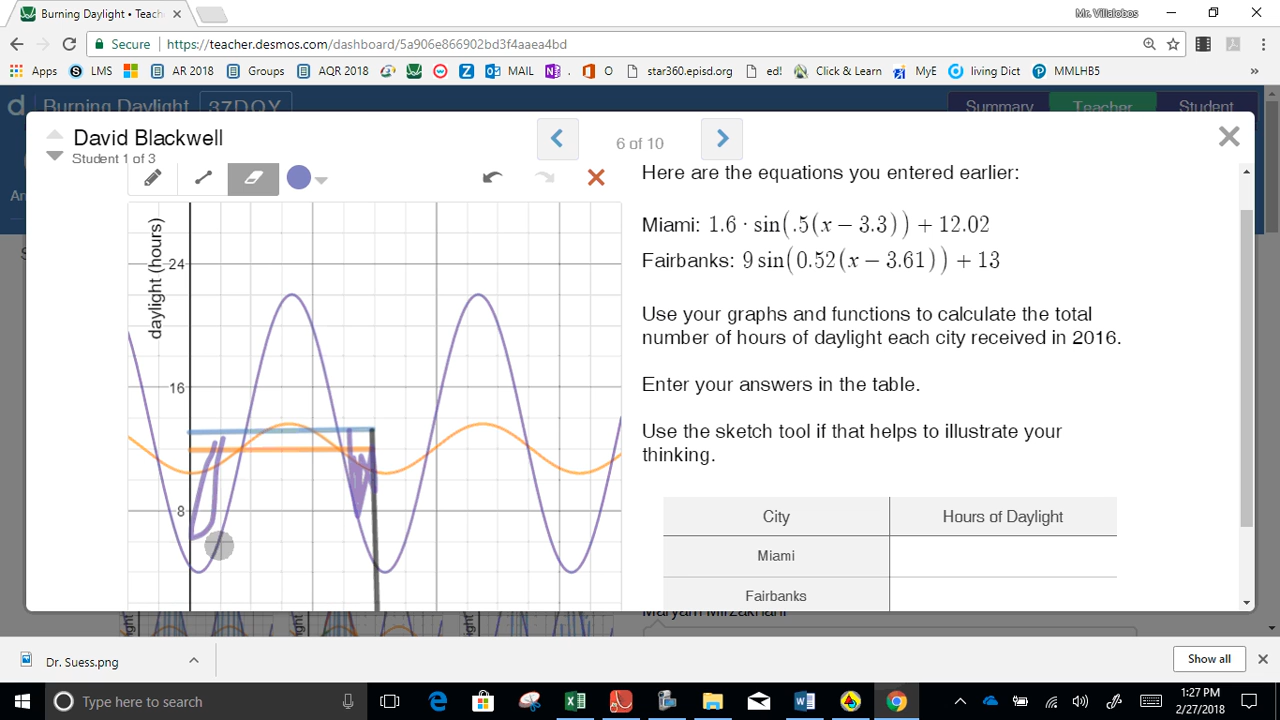 Burning Daylight • Teach
Mr. Villalobos
Secure
https://teacher.desmos.com/dashboard/5a906e866902bd3f4aaea4bd
Apps LMS AR 2018 Groups AQR 2018 MAIL O star360.episd.org ed! Click & Learn MyE living Dict MMLHB5 »
Burning Daylight 37DQY Summary Teacher Student
David Blackwell
Student 1 of 3
6 of 10
Here are the equations you entered earlier:
Miami: 1.6 · sin(.5(x − 3.3)) + 12.02
Fairbanks: 9 sin(0.52(x − 3.61)) + 13
Use your graphs and functions to calculate the total
number of hours of daylight each city received in 2016.
Enter your answers in the table.
Use the sketch tool if that helps to illustrate your
thinking.
City Hours of Daylight
Miami
Fairbanks
daylight (hours)
24
16
8
Dr. Suess.png
Show all
Type here to search
1:27 PM
2/27/2018